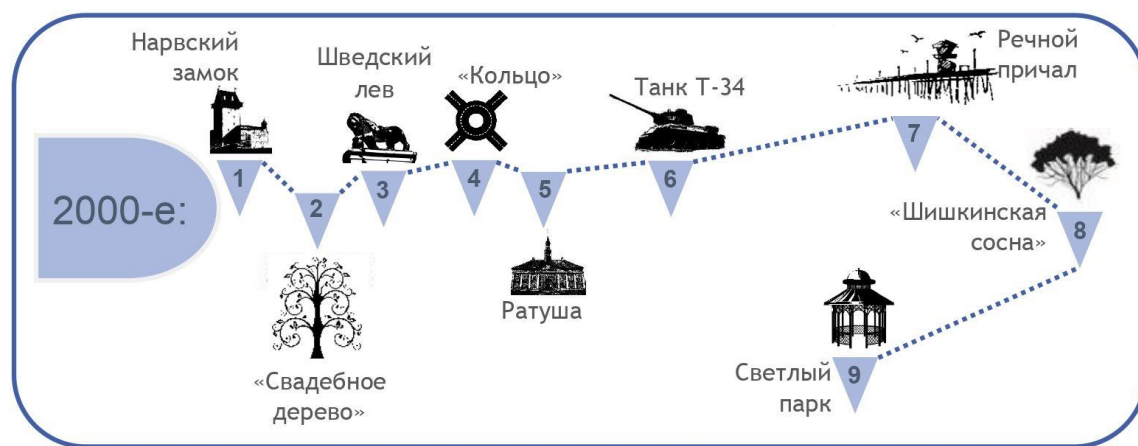 2000-е:
Нарвский
замок
1
2
«Свадебное
дерево»
Шведский
лев
3
«Кольцо»
4
5
Ратуша
Танк Т-34
6
Речной
причал
7
«Шишкинская
сосна»
8
Светлый
парк
9